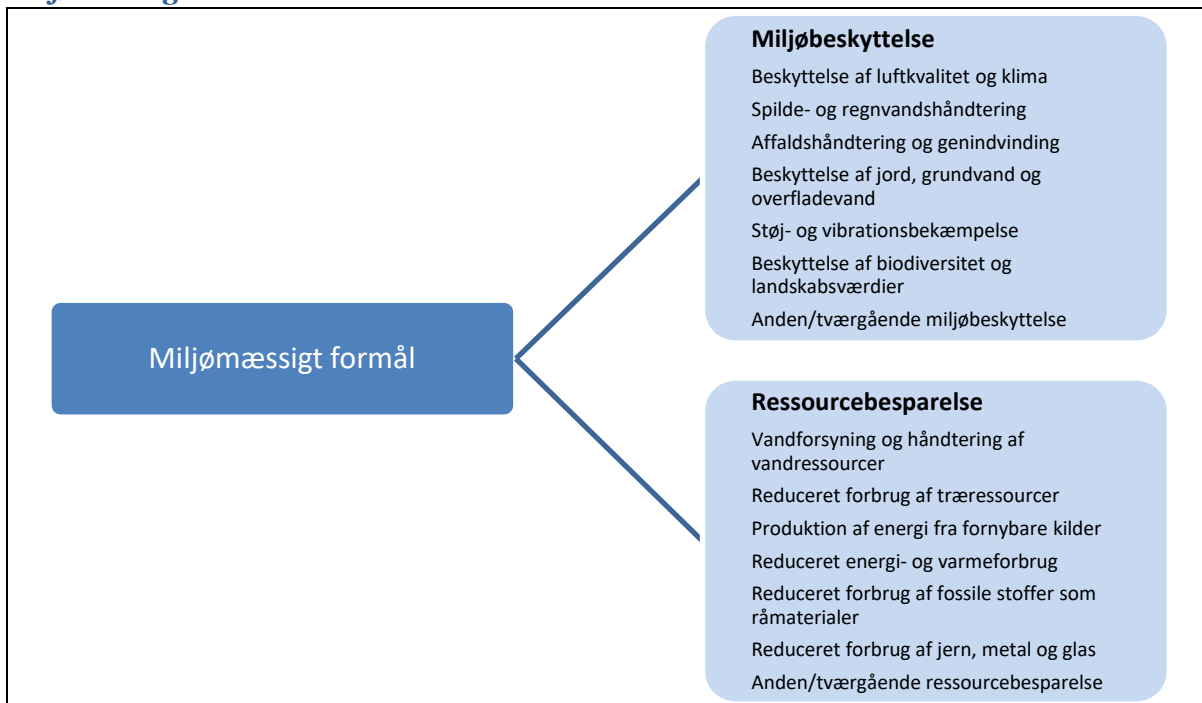 Miljøbeskyttelse
Beskyttelse af luftkvalitet og klima
Spilde- og regnvandshåndtering
Affaldshåndtering og genindvinding
Beskyttelse af jord, grundvand og
overfladevand
Støj- og vibrationsbekæmpelse
Beskyttelse af biodiversitet og
landskabsværdier
Anden/tværgående miljøbeskyttelse
Miljømæssigt formål
Ressourcebesparelse
Vandforsyning og håndtering af
vandressourcer
Reduceret forbrug af træressourcer
Produktion af energi fra fornybare kilder
Reduceret energi- og varmeforbrug
Reduceret forbrug af fossile stoffer som
råmaterialer
Reduceret forbrug af jern, metal og glas
Anden/tværgående ressourcebesparelse